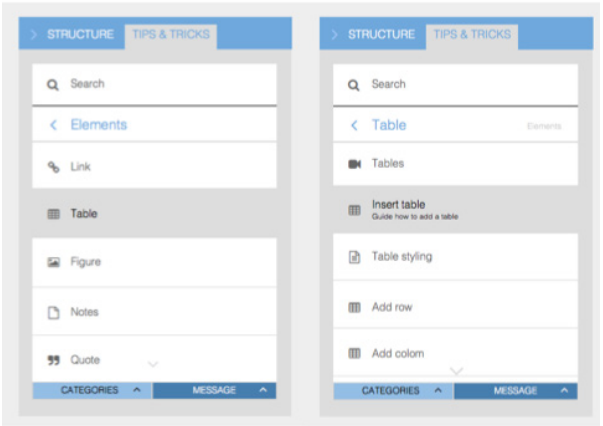 STRUCTURE TIPS & TRICKS
Search
Elements
Link
Table
Figure
Notes
Quote
CATEGORIES MESSAGE
STRUCTURE TIPS & TRICKS
Search
Table Elements
Tables
Insert table
Guide how to add a table
Table styling
Add row
Add colom
CATEGORIES MESSAGE